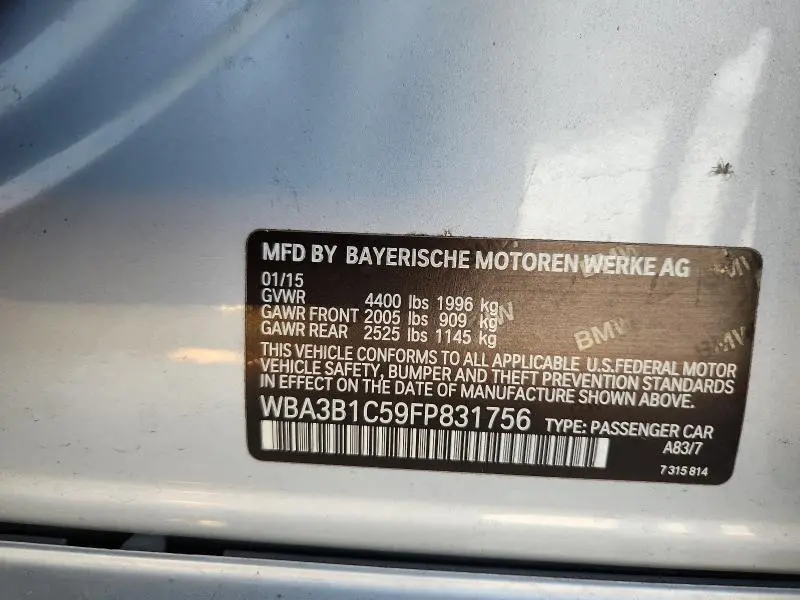 MFD BY BAYERISCHE MOTOREN WERKE AG
01/15
GVWR 4400 lbs 1996 kg
GAWR FRONT 2005 lbs 909 kg
GAWR REAR 2525 lbs 1145 kg
THIS VEHICLE CONFORMS TO ALL APPLICABLE U.S.FEDERAL MOTOR
VEHICLE SAFETY, BUMPER AND THEFT PREVENTION STANDARDS
IN EFFECT ON THE DATE OF MANUFACTURE SHOWN ABOVE.
WBA3B1C59FP831756 TYPE: PASSENGER CAR
A83/7
7 315 814
BMW